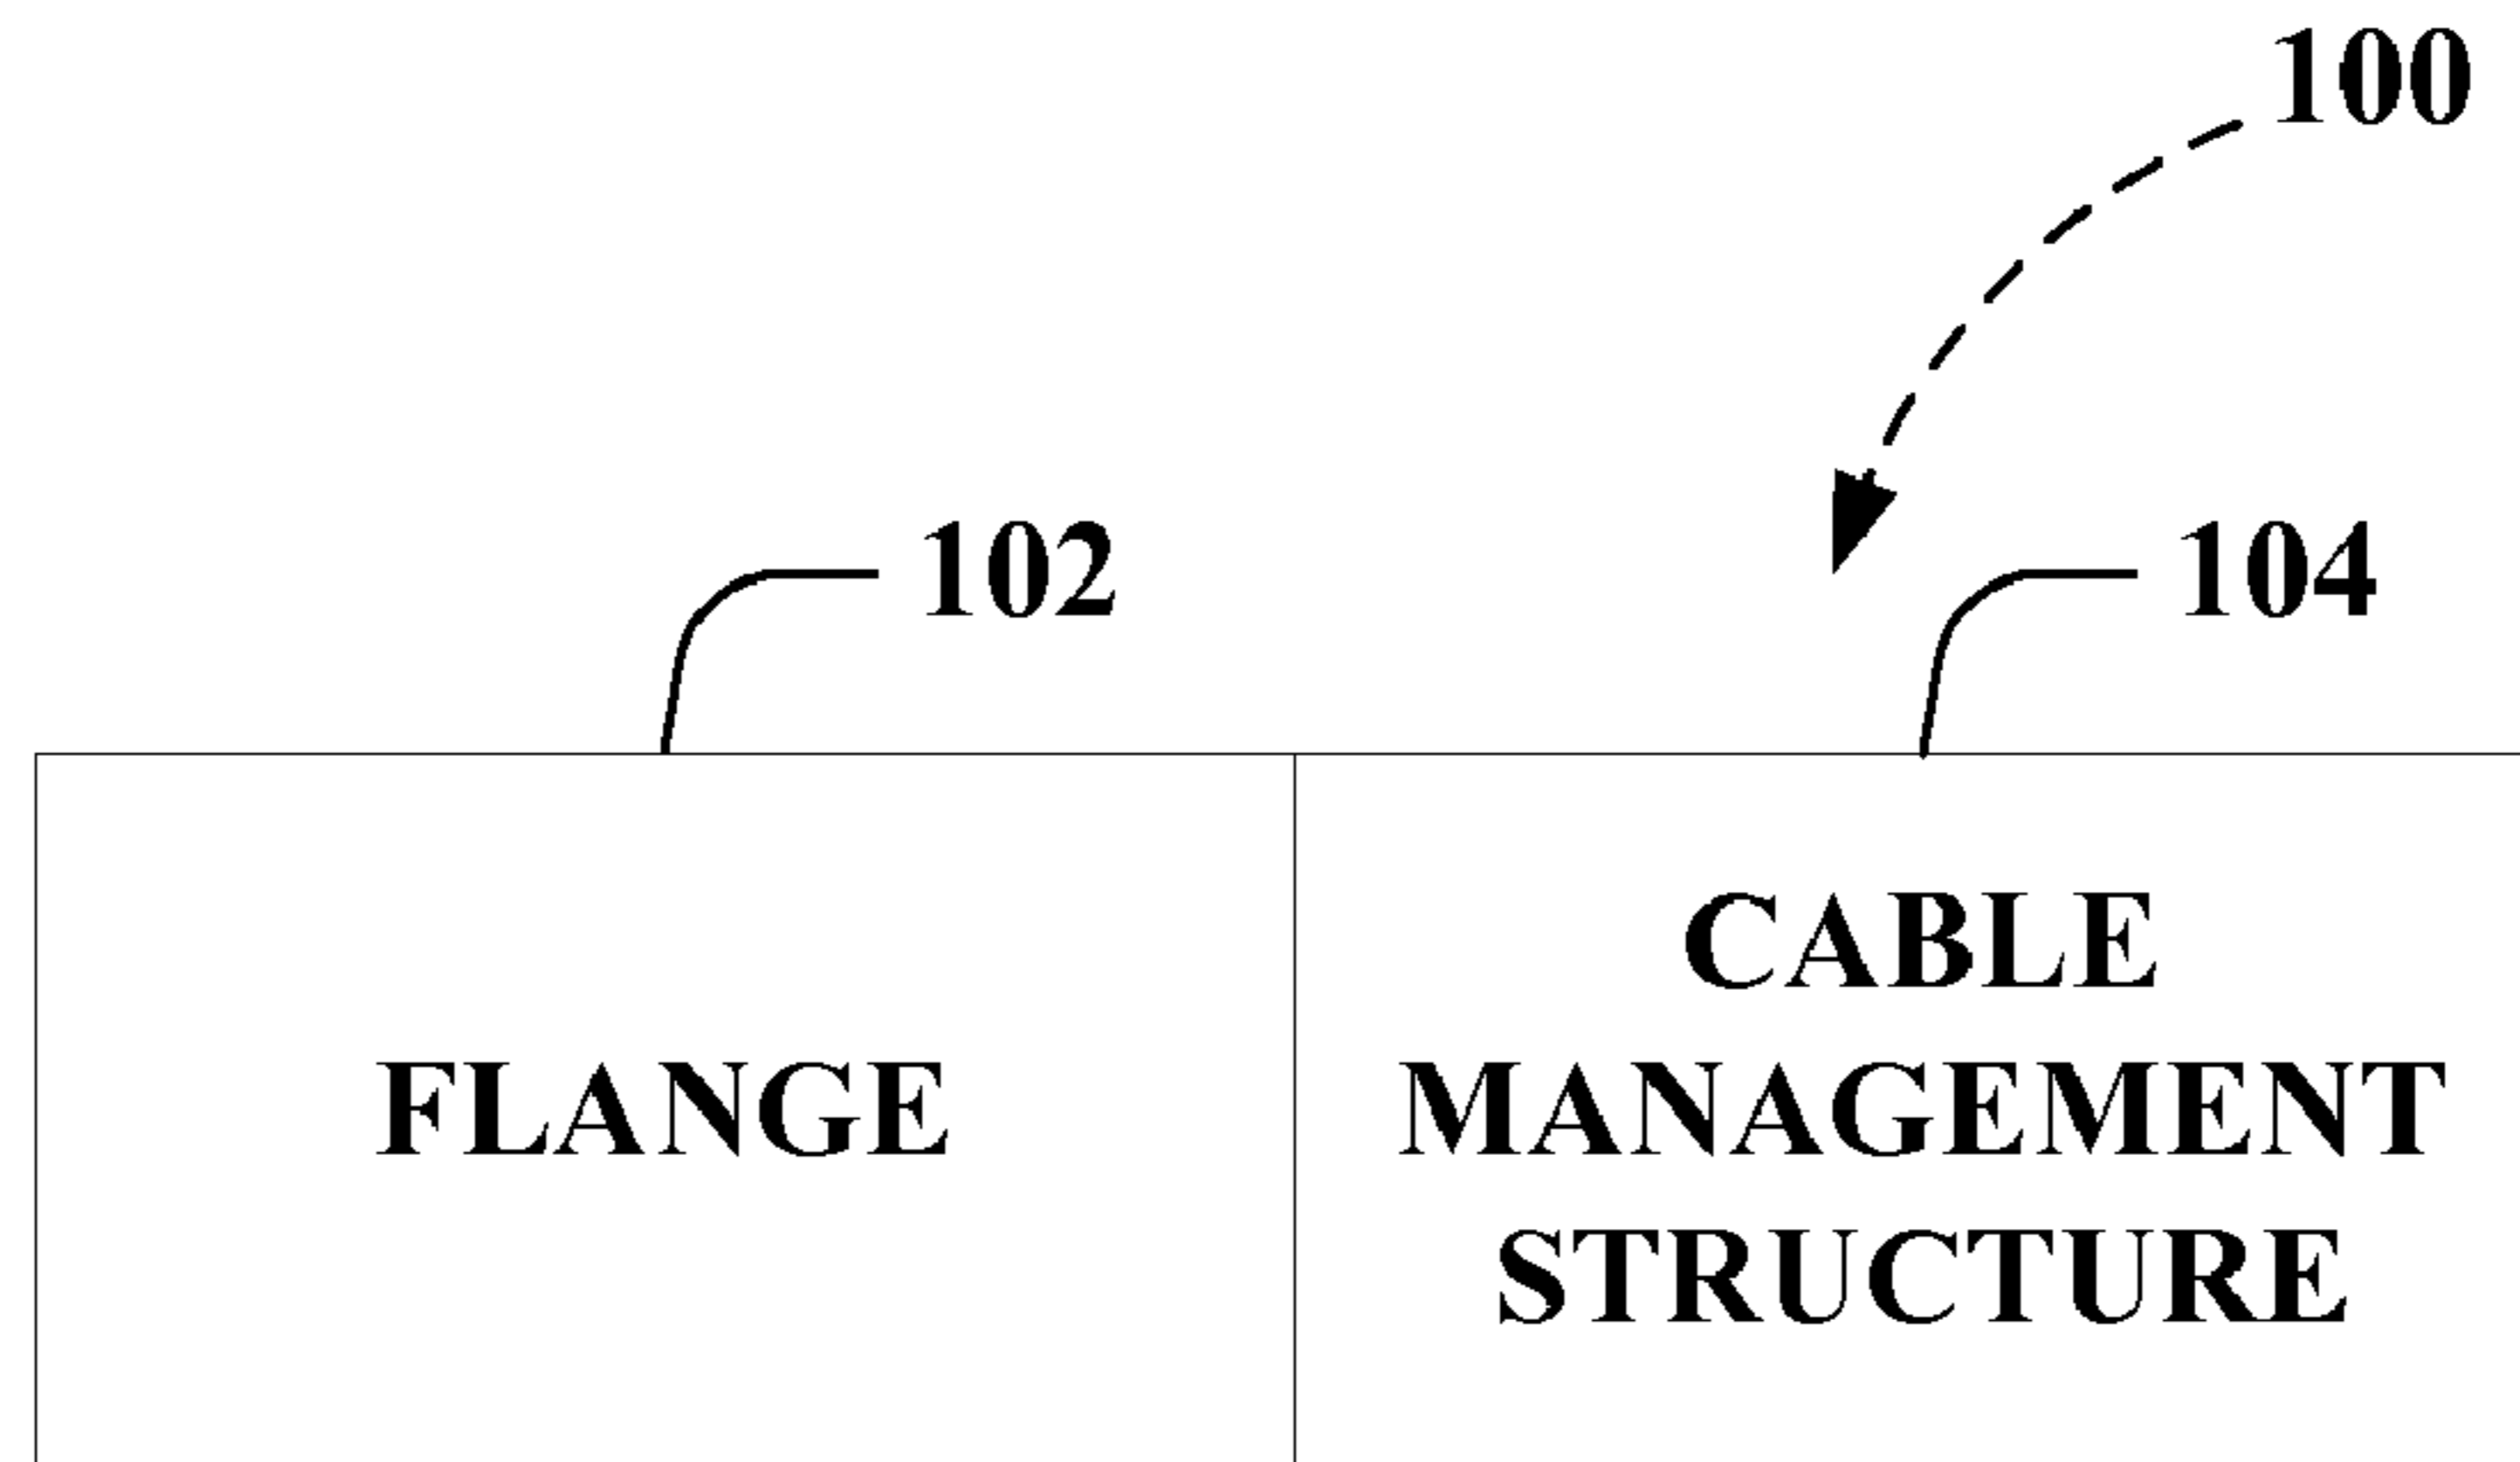 100
102
104
FLANGE
CABLE
MANAGEMENT
STRUCTURE